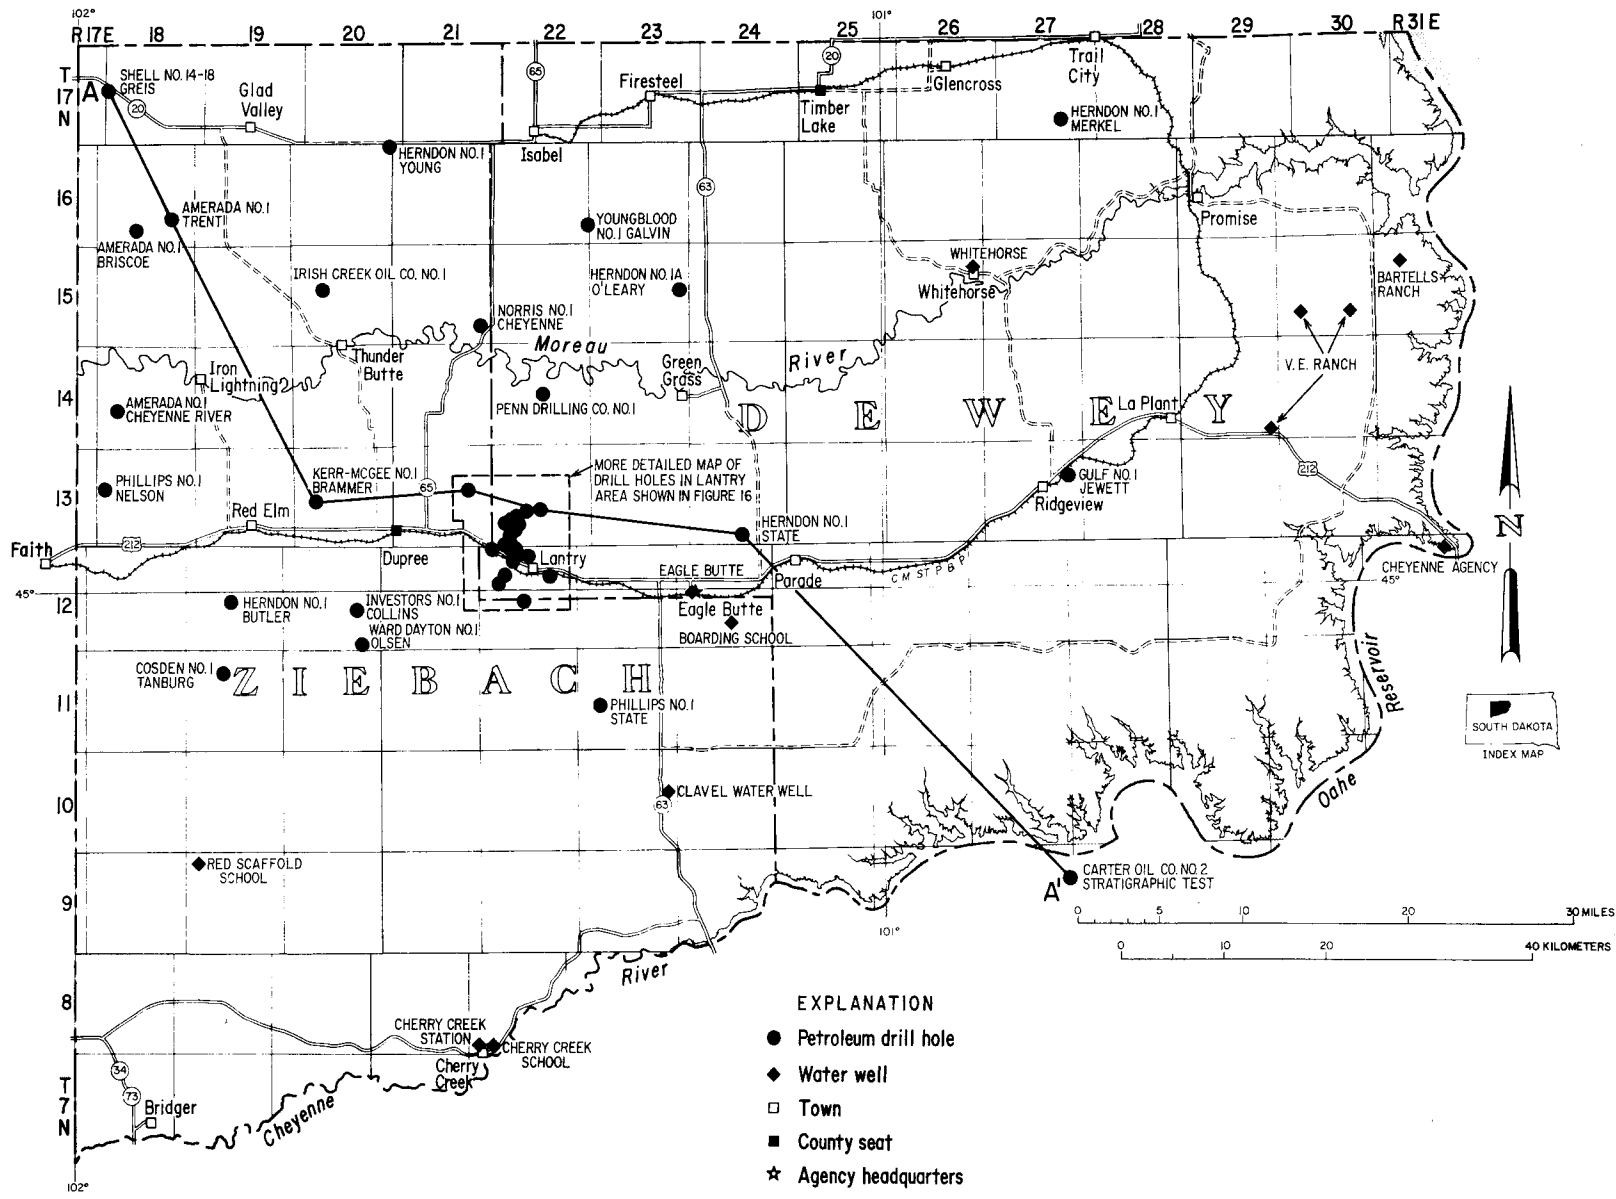 102°
101°
R 17 E 18 19 20 21 22 23 24 25 26 27 28 29 30 R 31 E
T
17
N
A
SHELL NO. 14-18
GREIS
20
Glad
Valley
65
Isabel
Firesteel
20
Timber
Lake
Glencross
Trail
City
HERNDON NO. 1
MERKEL
HERNDON NO. 1
YOUNG
63
16
AMERADA NO. 1
TRENTI
AMERADA NO. 1
BRISCOE
YOUNGBLOOD
NO. 1 GALVIN
Promise
WHITEHORSE
Whitehorse
BARTELLS
RANCH
IRISH CREEK OIL CO. NO. 1
HERNDON NO. 1A
O'LEARY
15
NORRIS NO. 1
CHEYENNE
Moreau
River
V. E. RANCH
Thunder
Butte
Iron
Lightning
Green
Grass
14
AMERADA NO. 1
CHEYENNE RIVER
PENN DRILLING CO. NO. 1
D E W E Y
La Plant
212
13
PHILLIPS NO. 1
NELSON
KERR-MCGEE NO. 1
BRAMMER
65
MORE DETAILED MAP OF
DRILL HOLES IN LANTRY
AREA SHOWN IN FIGURE 16
GULF NO. 1
JEWETT
Ridgeview
Red Elm
HERNDON NO. 1
STATE
N
Faith
212
Dupree
Lantry
EAGLE BUTTE
Parade
C M S T P & P
CHEYENNE AGENCY
45°
45°
12
HERNDON NO. 1
BUTLER
INVESTORS NO. 1
COLLINS
WARD DAYTON NO. 1
OLSEN
Eagle Butte
BOARDING SCHOOL
COSDEN NO. 1
TANBURG
Z I E B A C H
11
PHILLIPS NO. 1
STATE
Reservoir
SOUTH DAKOTA
INDEX MAP
10
CLAVEL WATER WELL
63
Oahe
RED SCAFFOLD
SCHOOL
A'
CARTER OIL CO. NO. 2
STRATIGRAPHIC TEST
9
101°
0 5 10 20 30 MILES
0 10 20 40 KILOMETERS
River
8
CHERRY CREEK
STATION
CHERRY CREEK
SCHOOL
Cherry
Creek
34
73
T
7
N
Bridger
Cheyenne
102°
EXPLANATION
Petroleum drill hole
Water well
Town
County seat
Agency headquarters